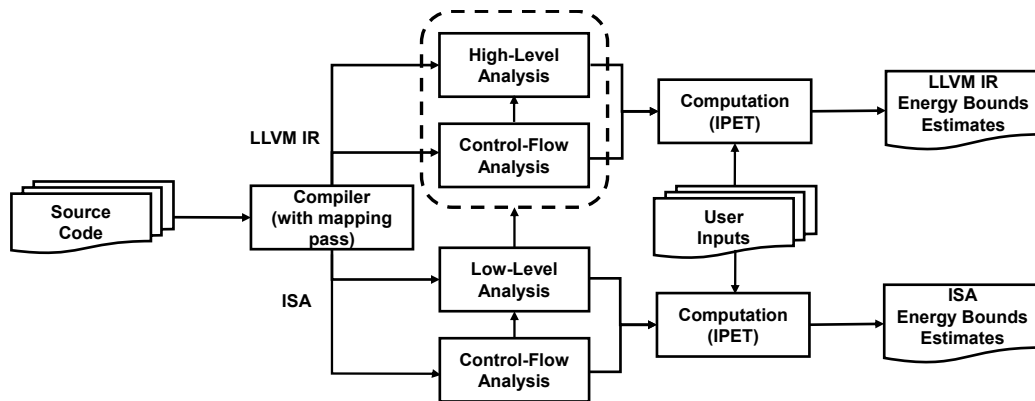 High-Level
Analysis
LLVM IR
Control-Flow
Analysis
Computation
(IPET)
LLVM IR
Energy Bounds
Estimates
Source
Code
Compiler
(with mapping
pass)
User
Inputs
ISA
Low-Level
Analysis
Control-Flow
Analysis
Computation
(IPET)
ISA
Energy Bounds
Estimates